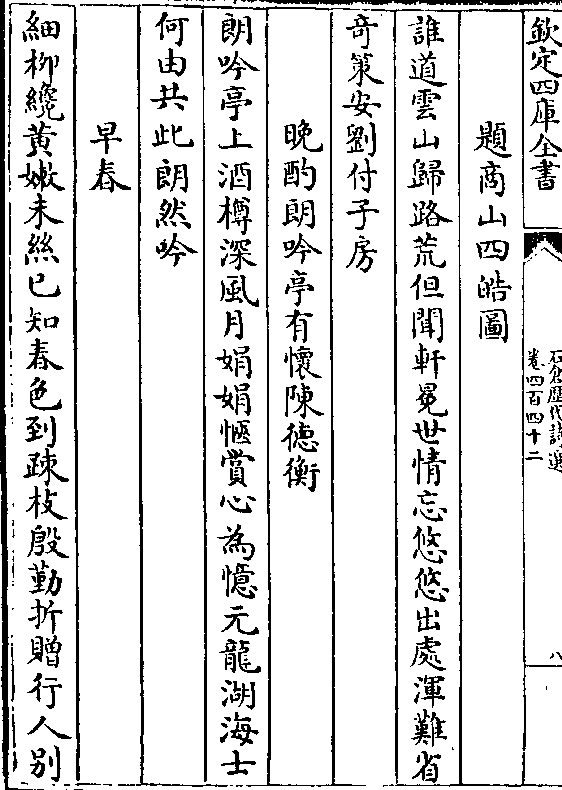 欽定四庫全書
石倉歷代詩選
卷四百四十二
八
題商山四皓圖
誰道雲山歸路荒但聞軒冕世情忘悠悠出處渾難省
竒策安劉付子房
晚酌朗吟亭有懷陳德衡
朗吟亭上酒樽深風月娟娟愜賞心為憶元龍湖海士
何由共此朗然吟
早春
細柳纔黄嫩未絲已知春色到疎枝殷勤折贈行人别